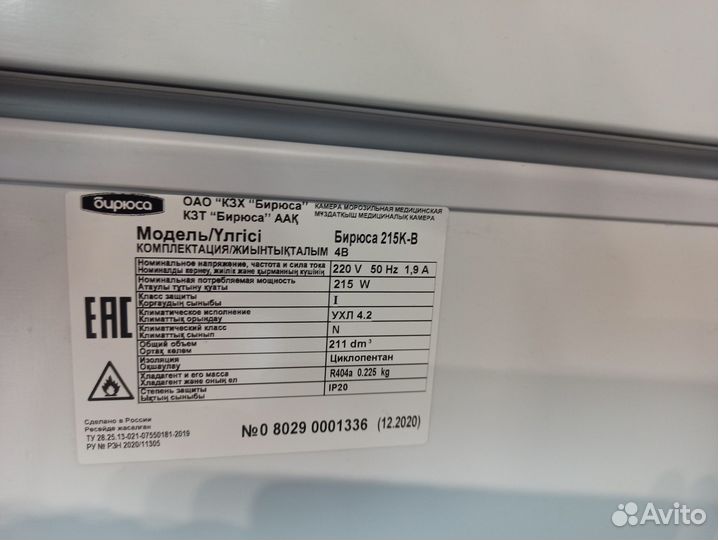 бирюса
ОАО "КЗХ "Бирюса"
КЗТ "Бирюса" ААҚ
КАМЕРА МОРОЗИЛЬНАЯ МЕДИЦИНСКАЯ
МҰЗДАТҚЫШ МЕДИЦИНАЛЫҚ КАМЕРА
Модель/Үлгісі Бирюса 215К-В
КОМПЛЕКТАЦИЯ/ЖИЫНТЫҚТАЛЫМ 4В
Номинальное напряжение, частота и сила тока
Номиналды кернеу, жиілік және қырманның күшінің
220 V 50 Hz 1,9 A
Номинальная потребляемая мощность
Атаулы тұтыну қуаты
215 W
Класс защиты
Қорғаудың сыныбы
I
Климатическое исполнение
Климаттық орындау
УХЛ 4.2
Климатический класс
Климаттық сынып
N
Общий объем
Ортақ көлем
211 dm³
Изоляция
Оқшаулау
Циклопентан
Хладагент и его масса
Хладагент және оның ел
R404a 0.225 kg
Степень защиты
Ықтың сыныбы
IP20
EAC
Сделано в России
Ресейде жасалған
ТУ 28.25.13-021-07550181-2019
РУ № РЗН 2020/11305
№0 8029 0001336 (12.2020)
Avito